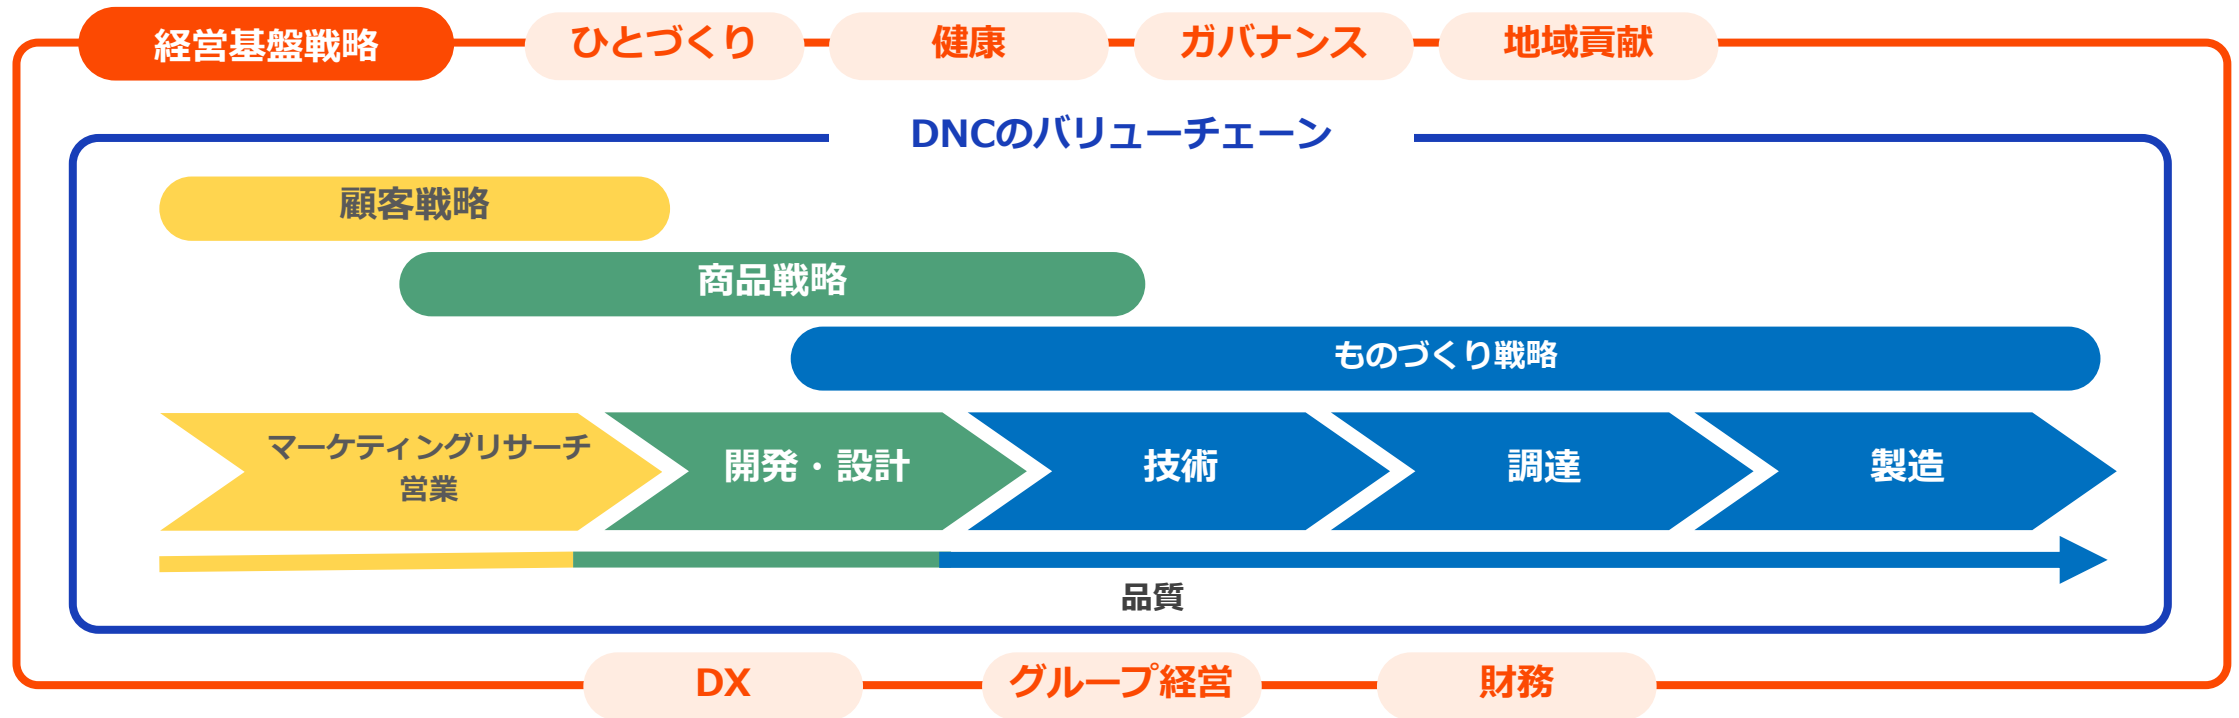 経営基盤戦略
ひとづくり
健康
ガバナンス
地域貢献
DNCのバリューチェーン
顧客戦略
商品戦略
ものづくり戦略
マーケティングリサーチ
営業
開発・設計
技術
調達
製造
品質
DX
グループ経営
財務